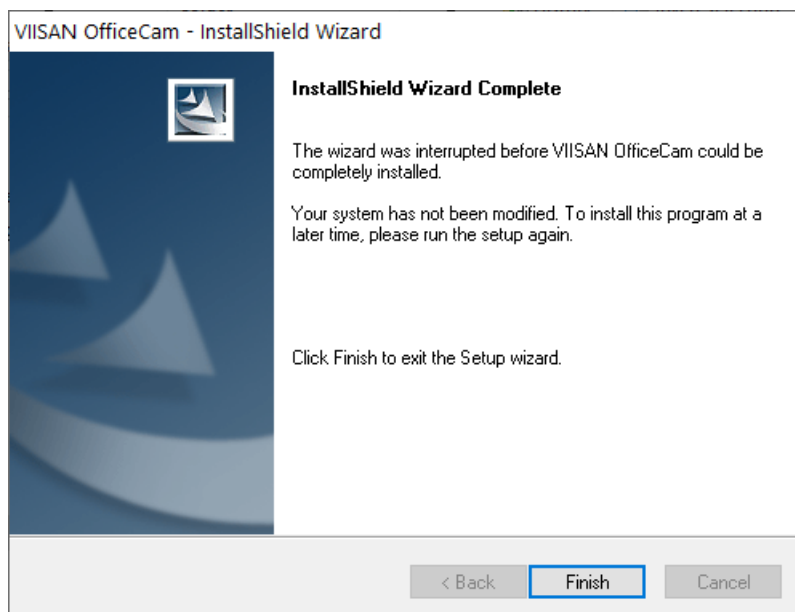 VIISAN OfficeCam - InstallShield Wizard
InstallShield Wizard Complete
The wizard was interrupted before VIISAN OfficeCam could be
completely installed.
Your system has not been modified. To install this program at a
later time, please run the setup again.
Click Finish to exit the Setup wizard.
< Back
Finish
Cancel